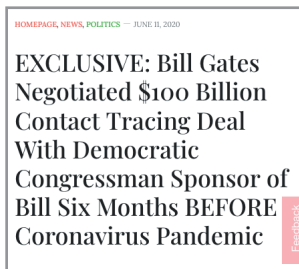 HOMEPAGE, NEWS, POLITICS — JUNE 11, 2020
EXCLUSIVE: Bill Gates
Negotiated $100 Billion
Contact Tracing Deal
With Democratic
Congressman Sponsor of
Bill Six Months BEFORE
Coronavirus Pandemic
Feedback